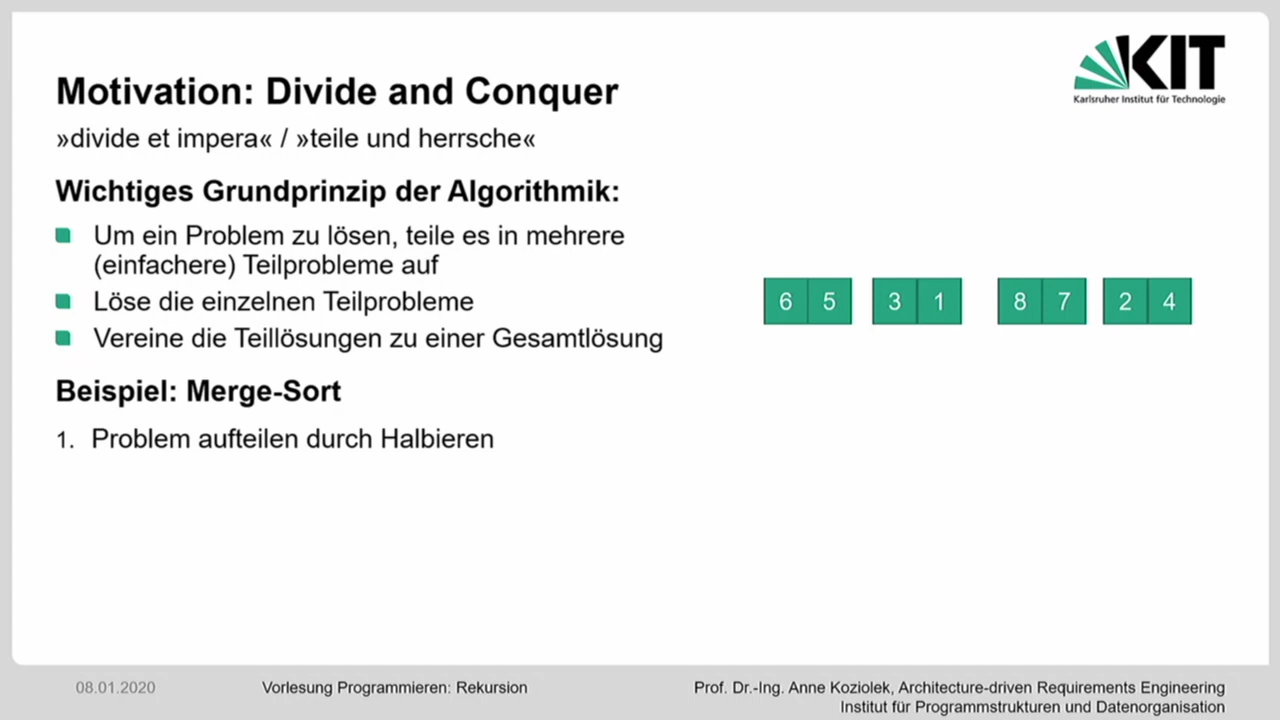 KIT
Karlsruher Institut für Technologie
Motivation: Divide and Conquer
»divide et impera« / »teile und herrsche«
Wichtiges Grundprinzip der Algorithmik:
Um ein Problem zu lösen, teile es in mehrere
(einfachere) Teilprobleme auf
Löse die einzelnen Teilprobleme
Vereine die Teillösungen zu einer Gesamtlösung
6 5 3 1 8 7 2 4
Beispiel: Merge-Sort
1. Problem aufteilen durch Halbieren
08.01.2020
Vorlesung Programmieren: Rekursion
Prof. Dr.-Ing. Anne Koziolek, Architecture-driven Requirements Engineering
Institut für Programmstrukturen und Datenorganisation